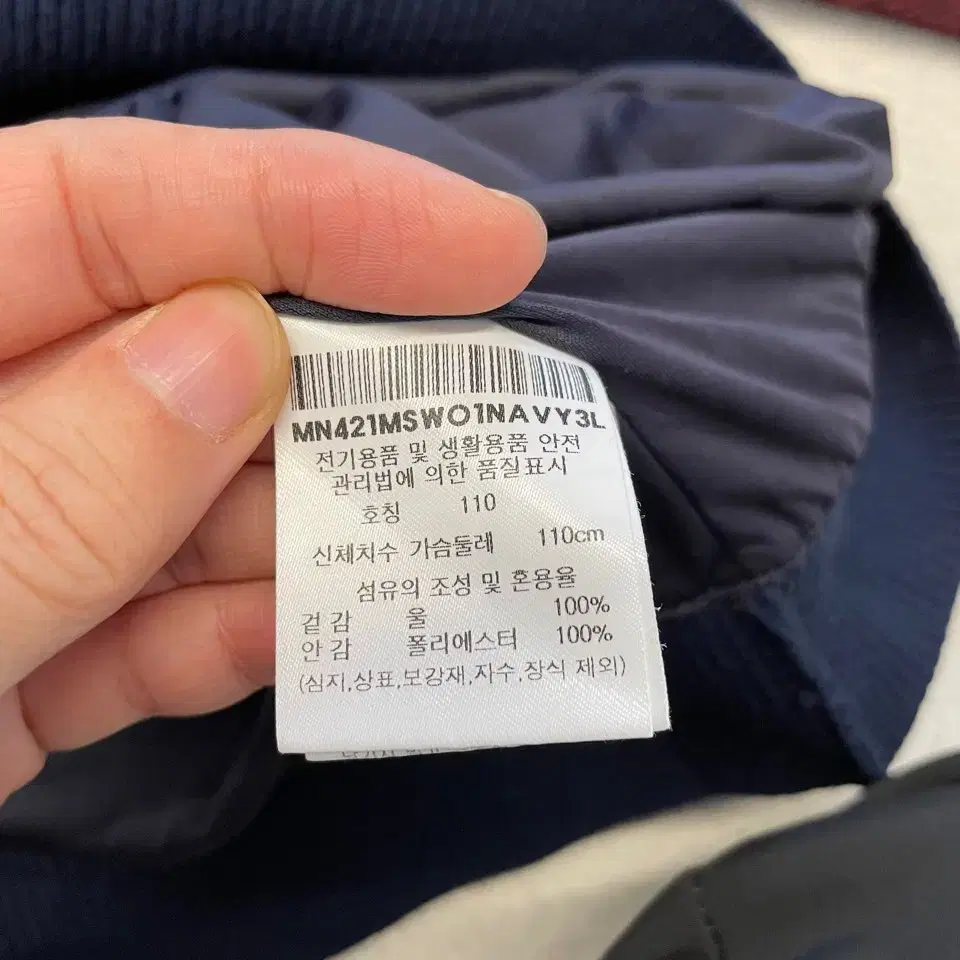 MN421MSW01NAVY3L
전기용품 및 생활용품 안전
관리법에 의한 품질표시
호칭 110
신체치수 가슴둘레 110cm
섬유의 조성 및 혼용율
겉감 울 100%
안감 폴리에스터 100%
(심지,상표,보강재,자수,장식 제외)